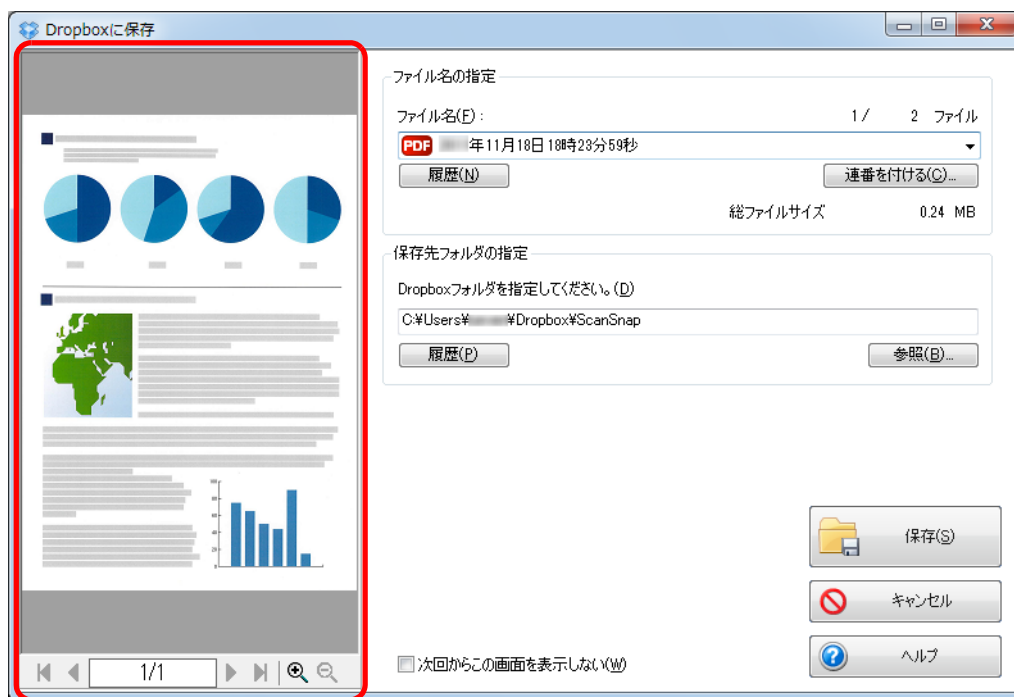 Dropboxに保存
ファイル名の指定
ファイル名(F):
1/ 2 ファイル
PDF 年11月18日18時23分59秒
履歴(N)
連番を付ける(C)...
総ファイルサイズ 0.24 MB
保存先フォルダの指定
Dropboxフォルダを指定してください。(D)
C:¥Users¥ ¥Dropbox¥ScanSnap
履歴(P)
参照(B)...
100
80
60
40
20
保存(S)
キャンセル
ヘルプ
次回からこの画面を表示しない(W)
1/1